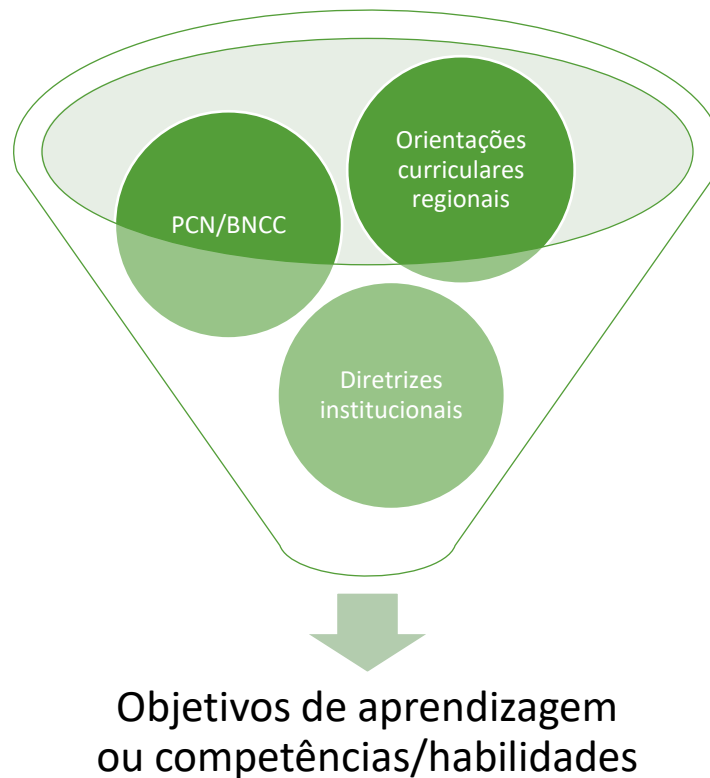 Orientações
curriculares
regionais
PCN/BNCC
Diretrizes
institucionais
Objetivos de aprendizagem
ou competências/habilidades